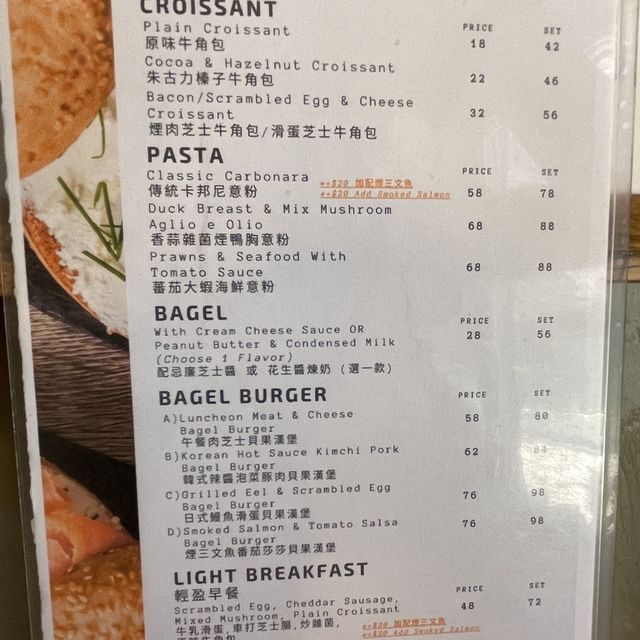 CROISSANT
PRICE SET
Plain Croissant 18 42
原味牛角包
Cocoa & Hazelnut Croissant
朱古力榛子牛角包 22 46
Bacon/Scrambled Egg & Cheese
Croissant 32 56
煙肉芝士牛角包/滑蛋芝士牛角包
PASTA
PRICE SET
Classic Carbonara *+$20 加配煙三文魚
傳統卡邦尼意粉 *+$20 Add Smoked Salmon 58 78
Duck Breast & Mix Mushroom
Aglio e Olio 68 88
香蒜雜菌煙鴨胸意粉
Prawns & Seafood With
Tomato Sauce 68 88
蕃茄大蝦海鮮意粉
BAGEL
PRICE SET
With Cream Cheese Sauce OR
Peanut Butter & Condensed Milk 28 56
(Choose 1 Flavor)
配忌廉芝士醬 或 花生醬煉奶 (選一款)
BAGEL BURGER
PRICE SET
A)Luncheon Meat & Cheese 58 80
Bagel Burger
午餐肉芝士貝果漢堡
B)Korean Hot Sauce Kimchi Pork 62 84
Bagel Burger
韓式辣醬泡菜豚肉貝果漢堡
C)Grilled Eel & Scrambled Egg 76 98
Bagel Burger
日式鰻魚滑蛋貝果漢堡
D)Smoked Salmon & Tomato Salsa 76 98
Bagel Burger
煙三文魚番茄莎莎貝果漢堡
LIGHT BREAKFAST
輕盈早餐 PRICE SET
Scrambled Egg, Cheddar Sausage,
Mixed Mushroom, Plain Croissant 48 72
牛乳滑蛋,車打芝士腸,炒雜菌, *+$20 加配煙三文魚
*+$20 Add Smoked Salmon